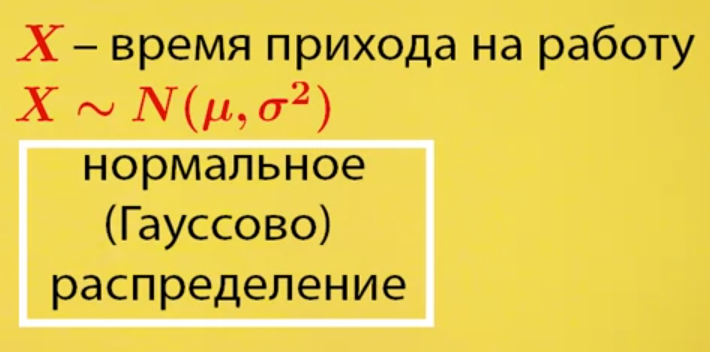 X – время прихода на работу
X ~ N(μ, σ²)
нормальное
(Гауссово)
распределение